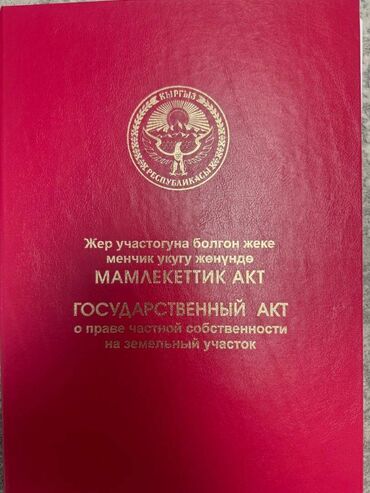 КЫРГЫЗ
РЕСПУБЛИКАСЫ
Жер участогуна болгон жеке
менчик укугу жөнүндө
МАМЛЕКЕТТИК АКТ
ГОСУДАРСТВЕННЫЙ АКТ
о праве частной собственности
на земельный участок